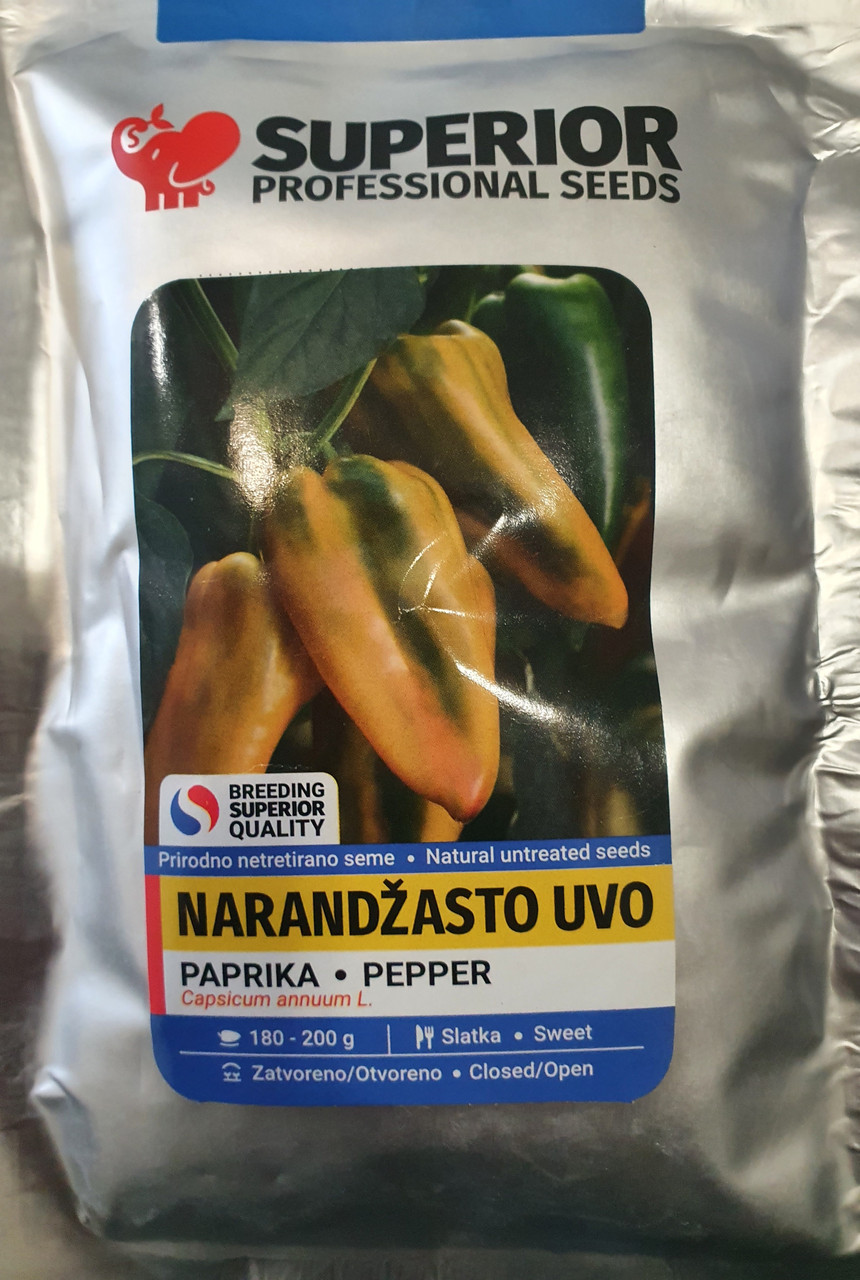 SUPERIOR
PROFESSIONAL SEEDS
BREEDING
SUPERIOR
QUALITY
Prirodno netretirano seme • Natural untreated seeds
NARANDŽASTO UVO
PAPRIKA • PEPPER
Capsicum annuum L.
180 - 200 g | Slatka • Sweet
Zatvoreno/Otvoreno • Closed/Open